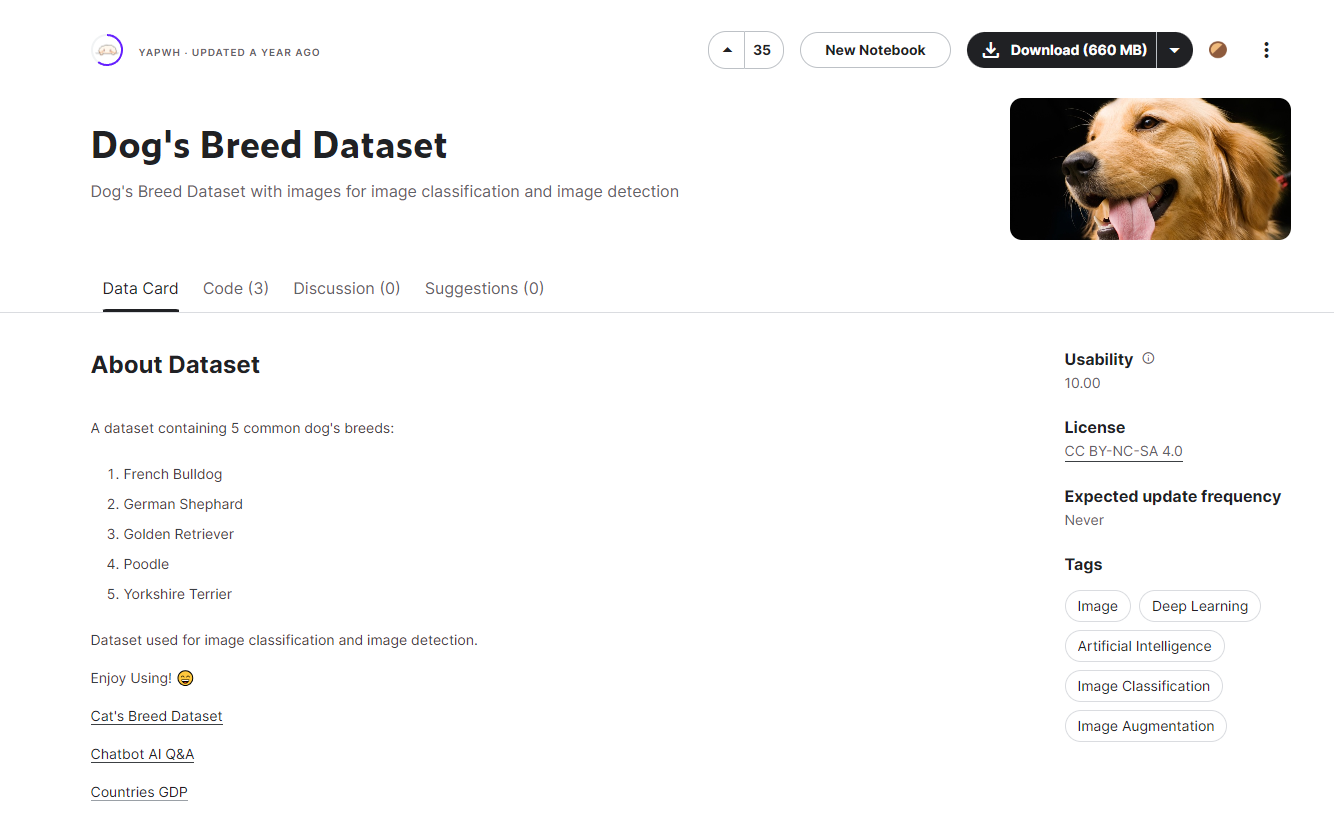 YAPWH · UPDATED A YEAR AGO
35
New Notebook
Download (660 MB)
Dog's Breed Dataset
Dog's Breed Dataset with images for image classification and image detection
Data Card
Code (3)
Discussion (0)
Suggestions (0)
About Dataset
A dataset containing 5 common dog's breeds:
1. French Bulldog
2. German Shephard
3. Golden Retriever
4. Poodle
5. Yorkshire Terrier
Dataset used for image classification and image detection.
Enjoy Using! 😄
Cat's Breed Dataset
Chatbot AI Q&A
Countries GDP
Usability
10.00
License
CC BY-NC-SA 4.0
Expected update frequency
Never
Tags
Image
Deep Learning
Artificial Intelligence
Image Classification
Image Augmentation